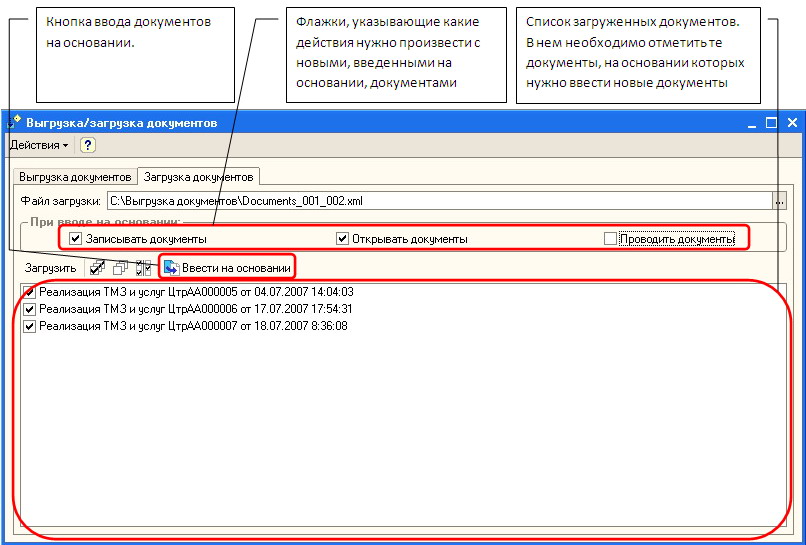 Кнопка ввода документов
на основании.
Флажки, указывающие какие
действия нужно произвести с
новыми, введенными на
основании, документами
Список загруженных документов.
В нем необходимо отметить те
документы, на основании которых
нужно ввести новые документы
Выгрузка/загрузка документов
Действия
?
Выгрузка документов
Загрузка документов
Файл загрузки: C:\Выгрузка документов\Documents_001_002.xml ...
При вводе на основании:
Записывать документы
Открывать документы
Проводить документы
Загрузить
Ввести на основании
Реализация ТМЗ и услуг ЦтрАА000005 от 04.07.2007 14:04:03
Реализация ТМЗ и услуг ЦтрАА000006 от 17.07.2007 17:54:31
Реализация ТМЗ и услуг ЦтрАА000007 от 18.07.2007 8:36:08